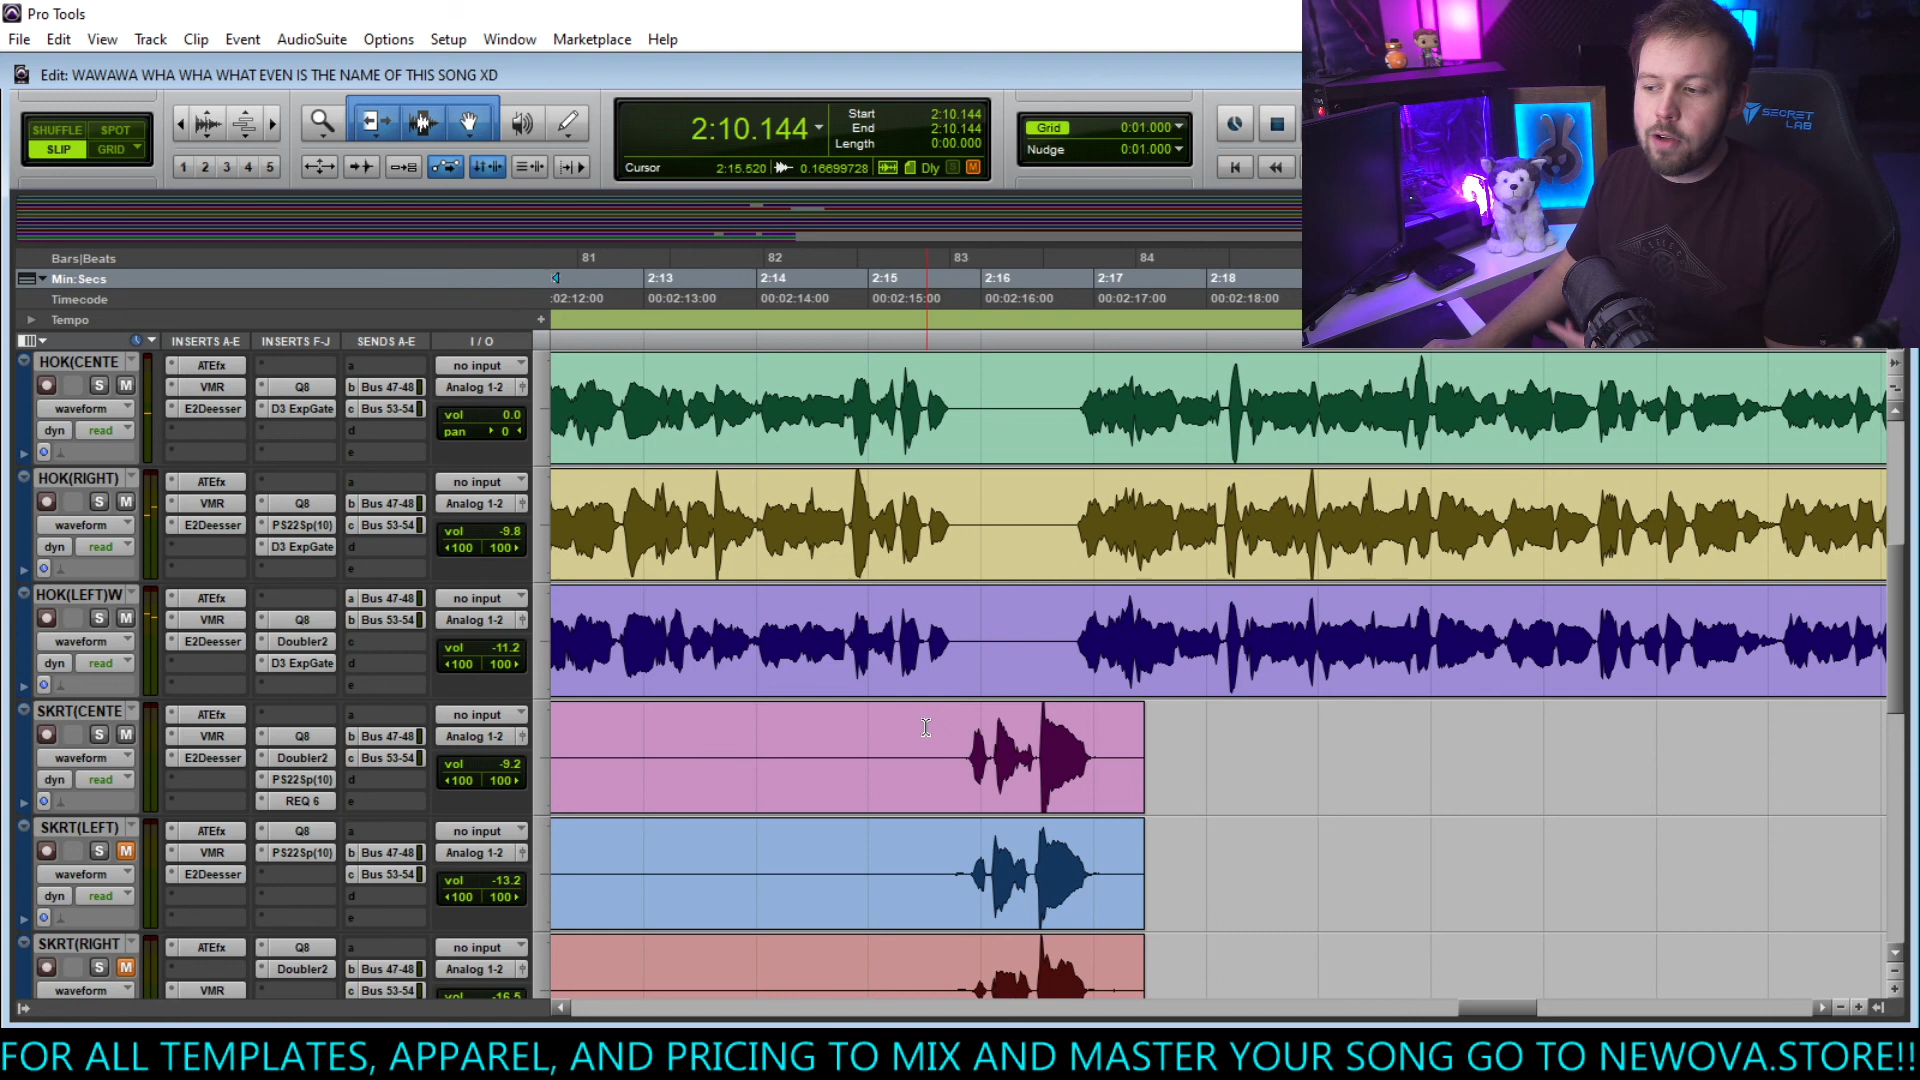 Pro Tools
File Edit View Track Clip Event AudioSuite Options Setup Window Marketplace Help
Edit: WAWAWA WHA WHA WHAT EVEN IS THE NAME OF THIS SONG XD
SHUFFLE SPOT
SLIP GRID
1 2 3 4 5
2:10.144
Start 2:10.144
End 2:10.144
Length 0:00.000
Cursor 2:15.520 0.16699728 Dly S M
Grid 0:01.000
Nudge 0:01.000
SECRET
LAB
Bars|Beats 81 82 83 84
Min:Secs 2:13 2:14 2:15 2:16 2:17 2:18
Timecode :02:12:00 00:02:13:00 00:02:14:00 00:02:15:00 00:02:16:00 00:02:17:00 00:02:18:00
Tempo
INSERTS A-E INSERTS F-J SENDS A-E I / O
HOK(CENTE ATEfx a no input
S M VMR Q8 b Bus 47-48 Analog 1-2
waveform E2Deesser D3 ExpGate c Bus 53-54 vol 0.0
dyn read d pan 0
e
HOK(RIGHT) ATEfx a no input
S M VMR Q8 b Bus 47-48 Analog 1-2
waveform E2Deesser PS22Sp(10) c Bus 53-54 vol -9.8
dyn read D3 ExpGate d 100 100
e
HOK(LEFT)W ATEfx a Bus 47-48 no input
S M VMR Q8 b Bus 53-54 Analog 1-2
waveform E2Deesser Doubler2 c vol -11.2
dyn read D3 ExpGate d 100 100
e
SKRT(CENTE ATEfx a no input
S M VMR Q8 b Bus 47-48 Analog 1-2
waveform E2Deesser Doubler2 c Bus 53-54 vol -9.2
dyn read PS22Sp(10) d 100 100
REQ 6 e
SKRT(LEFT) ATEfx Q8 a no input
S M VMR PS22Sp(10) b Bus 47-48 Analog 1-2
waveform E2Deesser c Bus 53-54 vol -13.2
dyn read d 100 100
e
SKRT(RIGHT ATEfx Q8 a no input
S M Doubler2 b Bus 47-48 Analog 1-2
waveform VMR c Bus 53-54 vol -16.5
FOR ALL TEMPLATES, APPAREL, AND PRICING TO MIX AND MASTER YOUR SONG GO TO NEWOVA.STORE!!